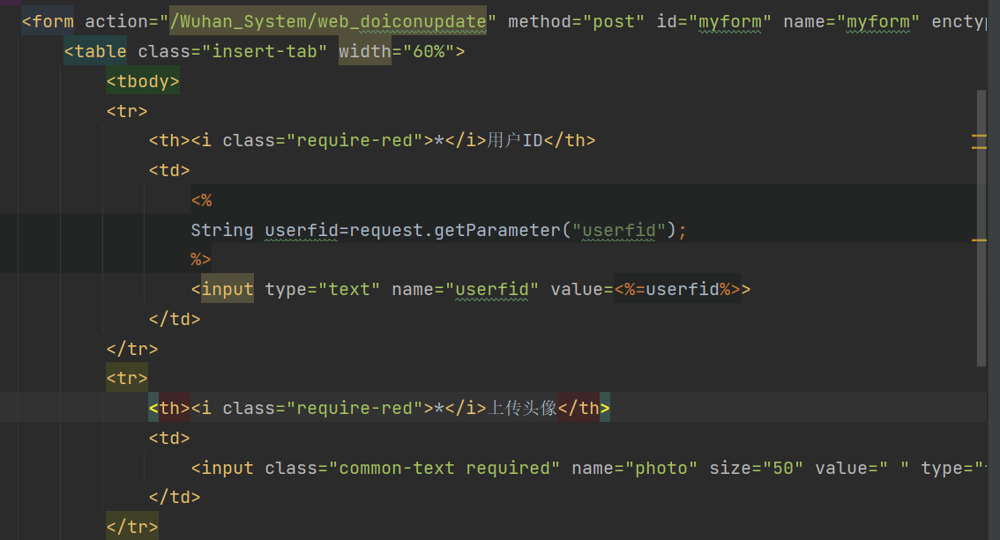 <form action="/Wuhan_System/web_doiconupdate" method="post" id="myform" name="myform" encty
<table class="insert-tab" width="60%">
<tbody>
<tr>
<th><i class="require-red">*</i>用户ID</th>
<td>
<%
String userfid=request.getParameter("userfid");
%>
<input type="text" name="userfid" value=<%=userfid%>>
</td>
</tr>
<tr>
<th><i class="require-red">*</i>上传头像</th>
<td>
<input class="common-text required" name="photo" size="50" value=" " type="
</td>
</tr>